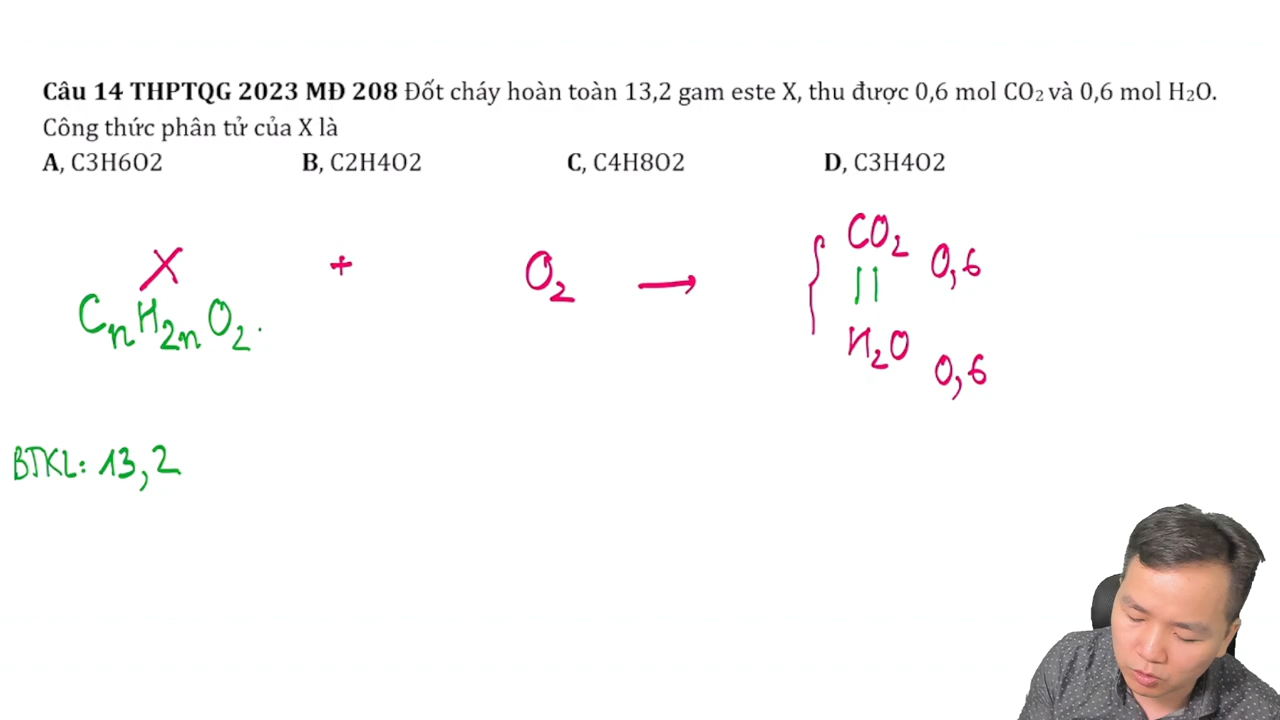 Câu 14 THPTQG 2023 MĐ 208 Đốt cháy hoàn toàn 13,2 gam este X, thu được 0,6 mol CO₂ và 0,6 mol H₂O.
Công thức phân tử của X là
A, C3H6O2 B, C2H4O2 C, C4H8O2 D, C3H4O2
X + O₂ → { CO₂ 0,6
CₙH₂ₙO₂.
H₂O 0,6
BTKL: 13,2